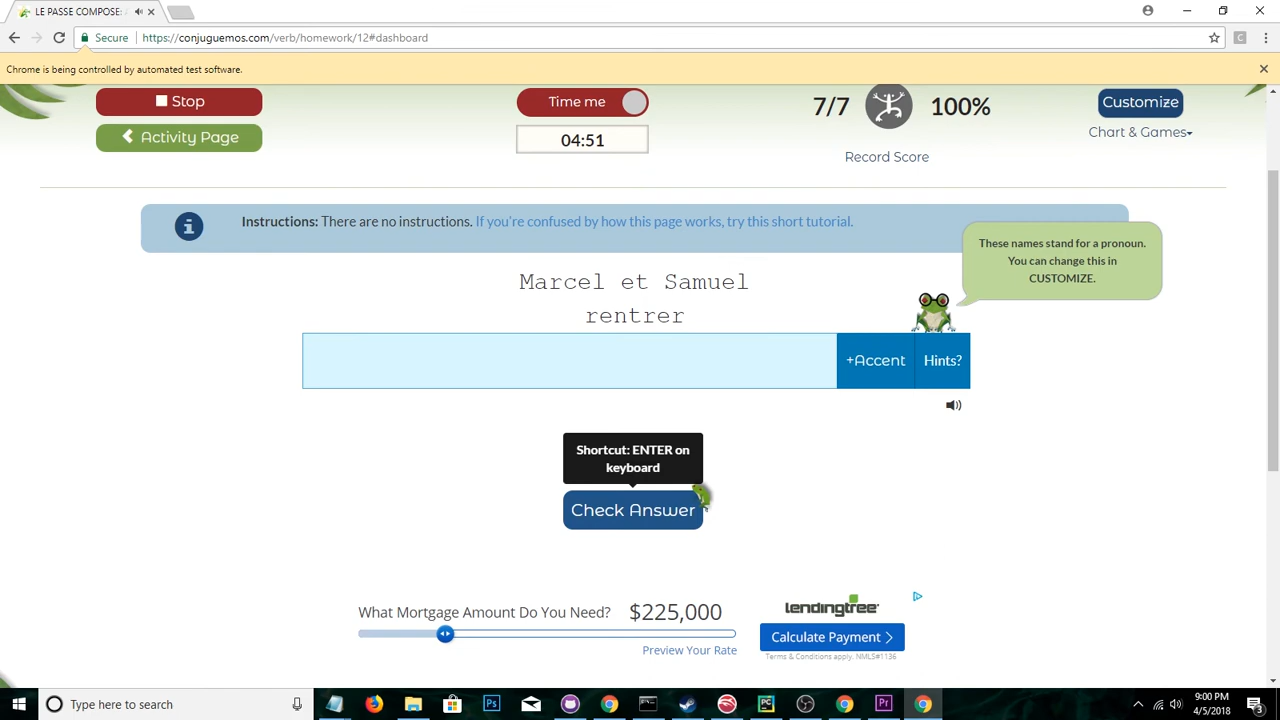 LE PASSE COMPOSE:
Secure
https://conjuguemos.com/verb/homework/12#dashboard
Chrome is being controlled by automated test software.
Stop
Time me
7/7
100%
Customize
Activity Page
04:51
Chart & Games
Record Score
Instructions: There are no instructions. If you're confused by how this page works, try this short tutorial.
These names stand for a pronoun.
You can change this in
CUSTOMIZE.
Marcel et Samuel
rentrer
+Accent
Hints?
Shortcut: ENTER on
keyboard
Check Answer
What Mortgage Amount Do You Need?
$225,000
Preview Your Rate
lendingtree
Calculate Payment
Terms & Conditions apply. NMLS#1136
Type here to search
9:00 PM
4/5/2018